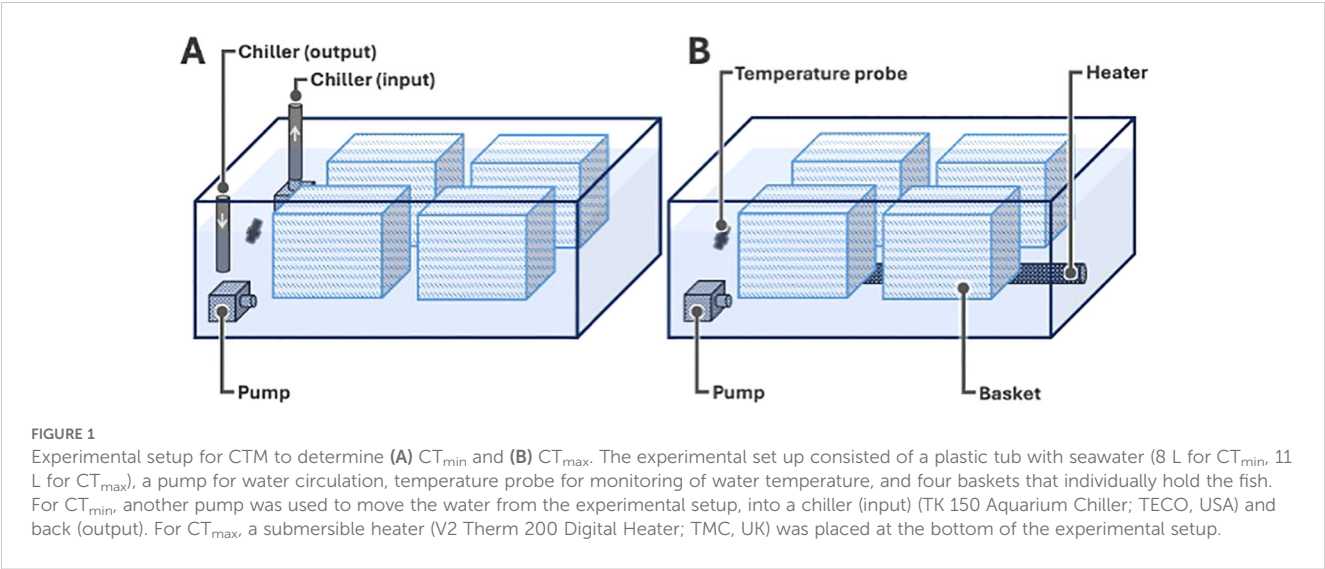 A
Chiller (output)
Chiller (input)
Pump
B
Temperature probe
Heater
Pump
Basket
FIGURE 1
Experimental setup for CTM to determine (A) CTmin and (B) CTmax. The experimental set up consisted of a plastic tub with seawater (8 L for CTmin, 11
L for CTmax), a pump for water circulation, temperature probe for monitoring of water temperature, and four baskets that individually hold the fish.
For CTmin, another pump was used to move the water from the experimental setup, into a chiller (input) (TK 150 Aquarium Chiller; TECO, USA) and
back (output). For CTmax, a submersible heater (V2 Therm 200 Digital Heater; TMC, UK) was placed at the bottom of the experimental setup.